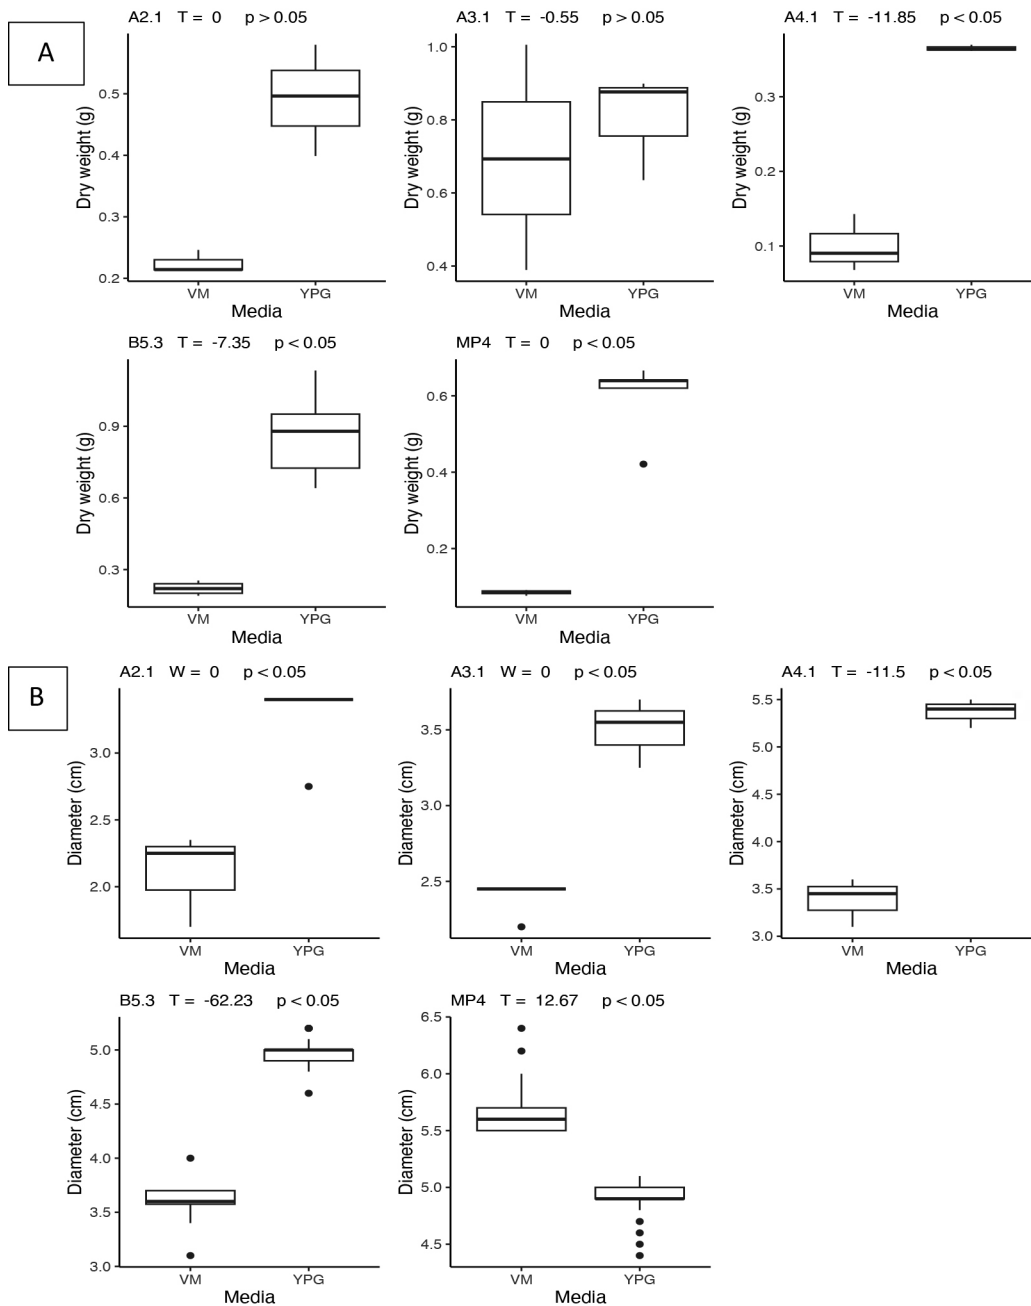 A
A2.1 T = 0 p > 0.05
Dry weight (g)
0.5
0.4
0.3
0.2
VM YPG
Media
A3.1 T = -0.55 p > 0.05
Dry weight (g)
1.0
0.8
0.6
0.4
VM YPG
Media
A4.1 T = -11.85 p < 0.05
Dry weight (g)
0.3
0.2
0.1
VM YPG
Media
B5.3 T = -7.35 p < 0.05
Dry weight (g)
0.9
0.6
0.3
VM YPG
Media
MP4 T = 0 p < 0.05
Dry weight (g)
0.6
0.4
0.2
VM YPG
Media
B
A2.1 W = 0 p < 0.05
Diameter (cm)
3.0
2.5
2.0
VM YPG
Media
A3.1 W = 0 p < 0.05
Diameter (cm)
3.5
3.0
2.5
VM YPG
Media
A4.1 T = -11.5 p < 0.05
Diameter (cm)
5.5
5.0
4.5
4.0
3.5
3.0
VM YPG
Media
B5.3 T = -62.23 p < 0.05
Diameter (cm)
5.0
4.5
4.0
3.5
3.0
VM YPG
Media
MP4 T = 12.67 p < 0.05
Diameter (cm)
6.5
6.0
5.5
5.0
4.5
VM YPG
Media